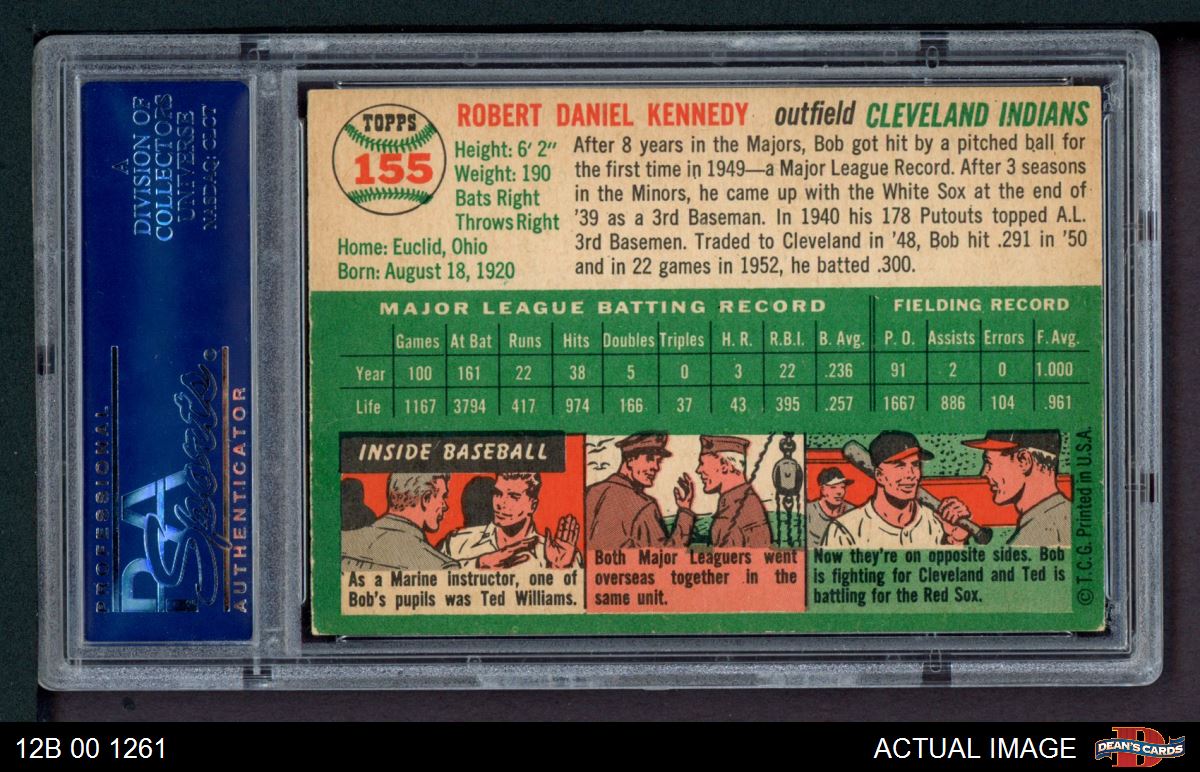 A
DIVISION OF
COLLECTORS
UNIVERSE
NASDAQ: CLCT
PROFESSIONAL
PSA
Sports
AUTHENTICATOR
TOPPS
155
ROBERT DANIEL KENNEDY outfield CLEVELAND INDIANS
Height: 6' 2"
Weight: 190
Bats Right
Throws Right
Home: Euclid, Ohio
Born: August 18, 1920
After 8 years in the Majors, Bob got hit by a pitched ball for
the first time in 1949—a Major League Record. After 3 seasons
in the Minors, he came up with the White Sox at the end of
'39 as a 3rd Baseman. In 1940 his 178 Putouts topped A.L.
3rd Basemen. Traded to Cleveland in '48, Bob hit .291 in '50
and in 22 games in 1952, he batted .300.
MAJOR LEAGUE BATTING RECORD FIELDING RECORD
Games At Bat Runs Hits Doubles Triples H. R. R.B.I. B. Avg. P. O. Assists Errors F. Avg.
Year 100 161 22 38 5 0 3 22 .236 91 2 0 1.000
Life 1167 3794 417 974 166 37 43 395 .257 1667 886 104 .961
INSIDE BASEBALL
As a Marine instructor, one of
Bob's pupils was Ted Williams.
Both Major Leaguers went
overseas together in the
same unit.
Now they're on opposite sides. Bob
is fighting for Cleveland and Ted is
battling for the Red Sox.
© T.C.G. Printed in U.S.A.
12B 00 1261
ACTUAL IMAGE
DEAN'S CARDS